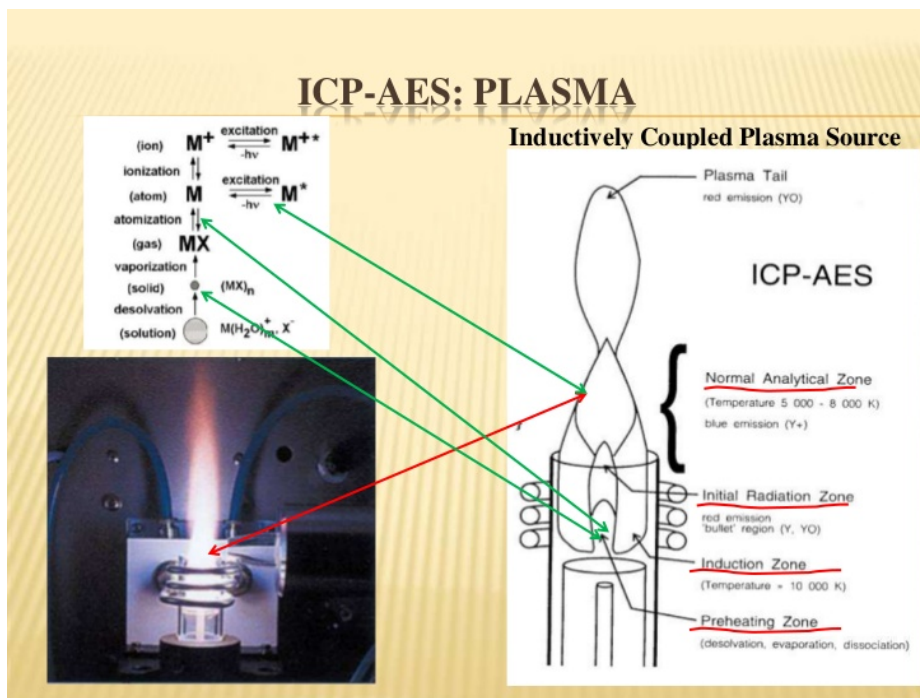 ICP-AES: PLASMA
(ion) M⁺ excitation M⁺*
-hν
ionization
(atom) M excitation M*
-hν
atomization
(gas) MX
vaporization
(solid) (MX)n
desolvation
(solution) M(H₂O)⁺m, X⁻
Inductively Coupled Plasma Source
Plasma Tail
red emission (YO)
ICP-AES
Normal Analytical Zone
(Temperature 5 000 - 8 000 K)
blue emission (Y+)
Initial Radiation Zone
red emission
'bullet' region (Y, YO)
Induction Zone
(Temperature = 10 000 K)
Preheating Zone
(desolvation, evaporation, dissociation)